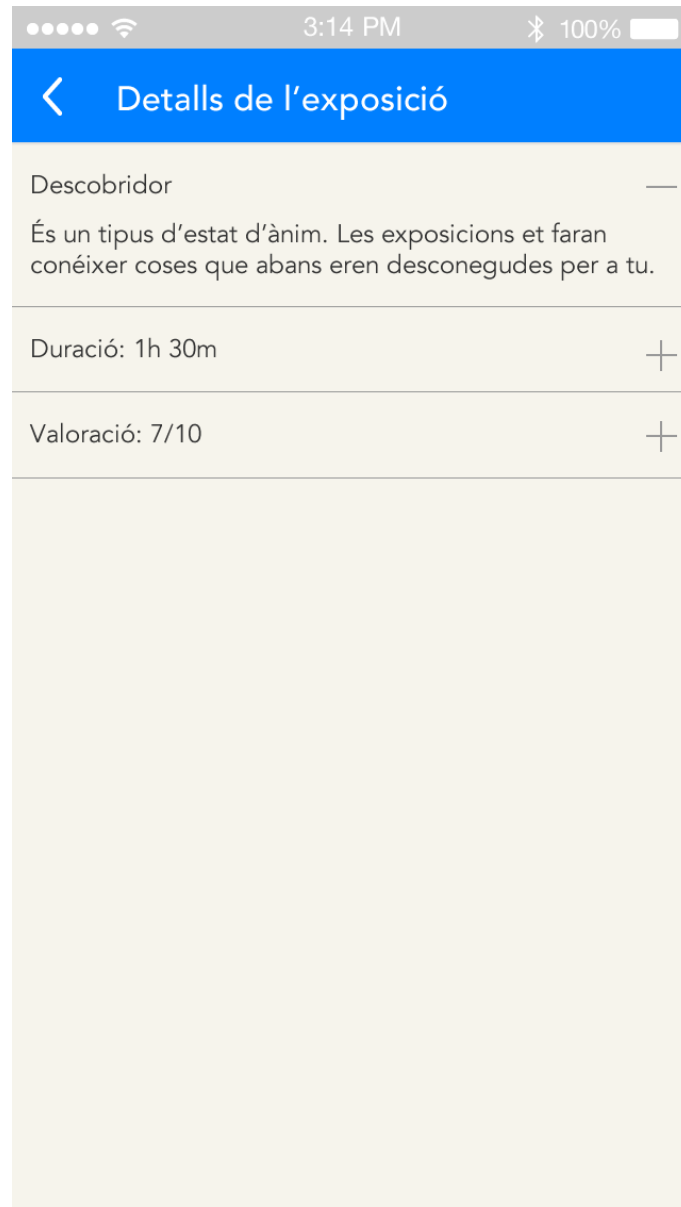 3:14 PM
100%
Detalls de l’exposició
Descobridor
És un tipus d’estat d’ànim. Les exposicions et faran
conéixer coses que abans eren desconegudes per a tu.
Duració: 1h 30m
Valoració: 7/10